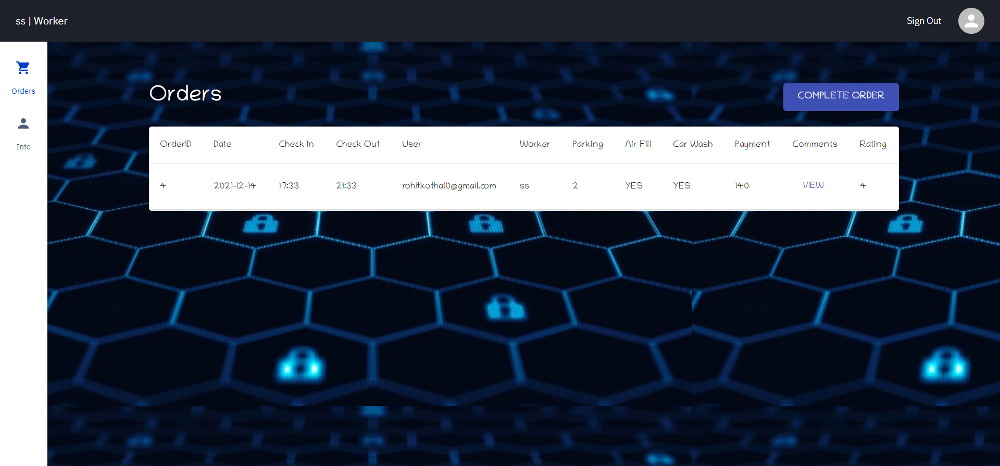 ss | Worker
Sign Out
Orders
Info
Orders
COMPLETE ORDER
OrderID Date Check In Check Out User Worker Parking Air Fill Car Wash Payment Comments Rating
4 2021-12-14 17:33 21:33 rohitkotha10@gmail.com ss 2 YES YES 140 VIEW 4